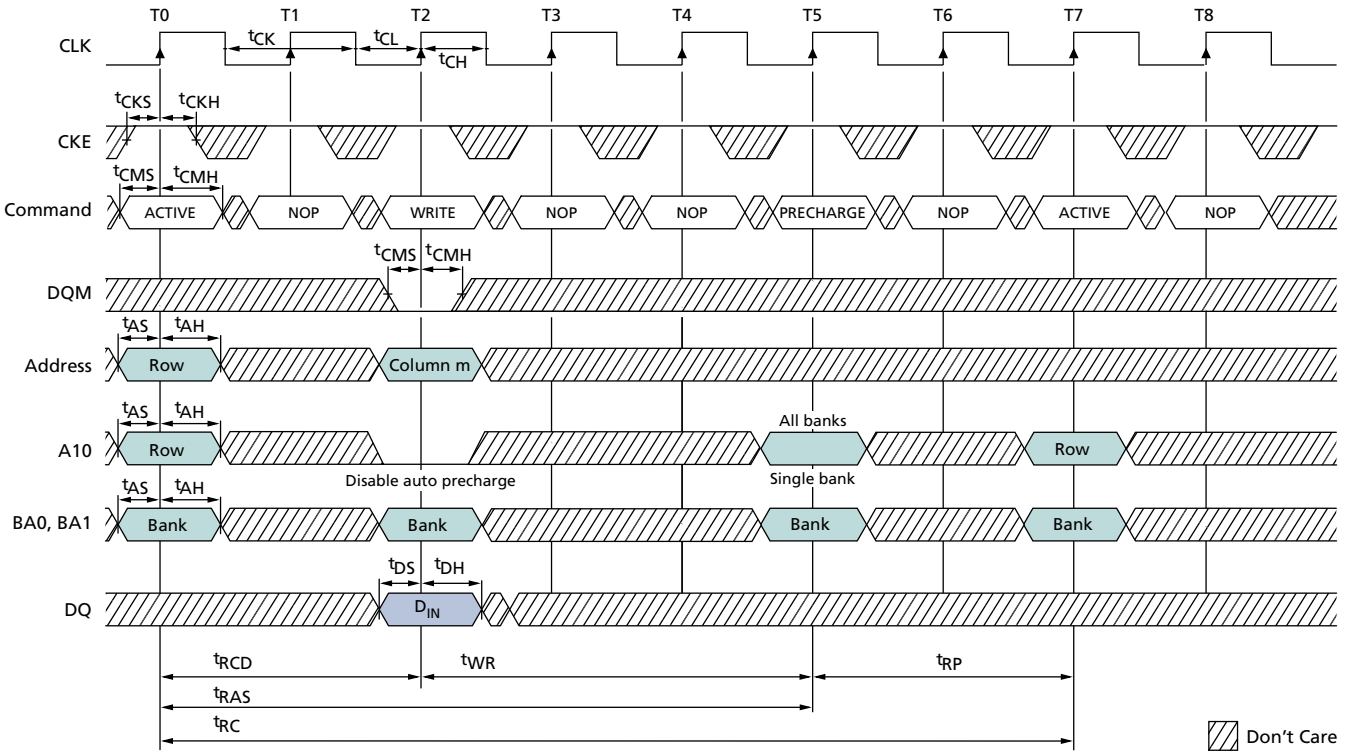 T0 T1 T2 T3 T4 T5 T6 T7 T8
CLK tCK tCL tCH
tCKS tCKH
CKE
tCMS tCMH
Command ACTIVE NOP WRITE NOP NOP PRECHARGE NOP ACTIVE NOP
tCMS tCMH
DQM
tAS tAH
Address Row Column m
tAS tAH All banks
A10 Row Row
Disable auto precharge Single bank
tAS tAH
BA0, BA1 Bank Bank Bank Bank
tDS tDH
DQ DIN
tRCD tWR tRP
tRAS
tRC
Don't Care